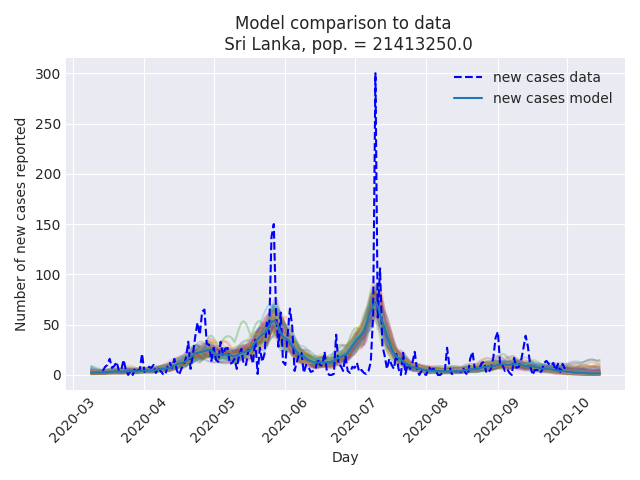 Model comparison to data
Sri Lanka, pop. = 21413250.0
new cases data
new cases model
Number of new cases reported
300
250
200
150
100
50
0
2020-03
2020-04
2020-05
2020-06
2020-07
2020-08
2020-09
2020-10
Day